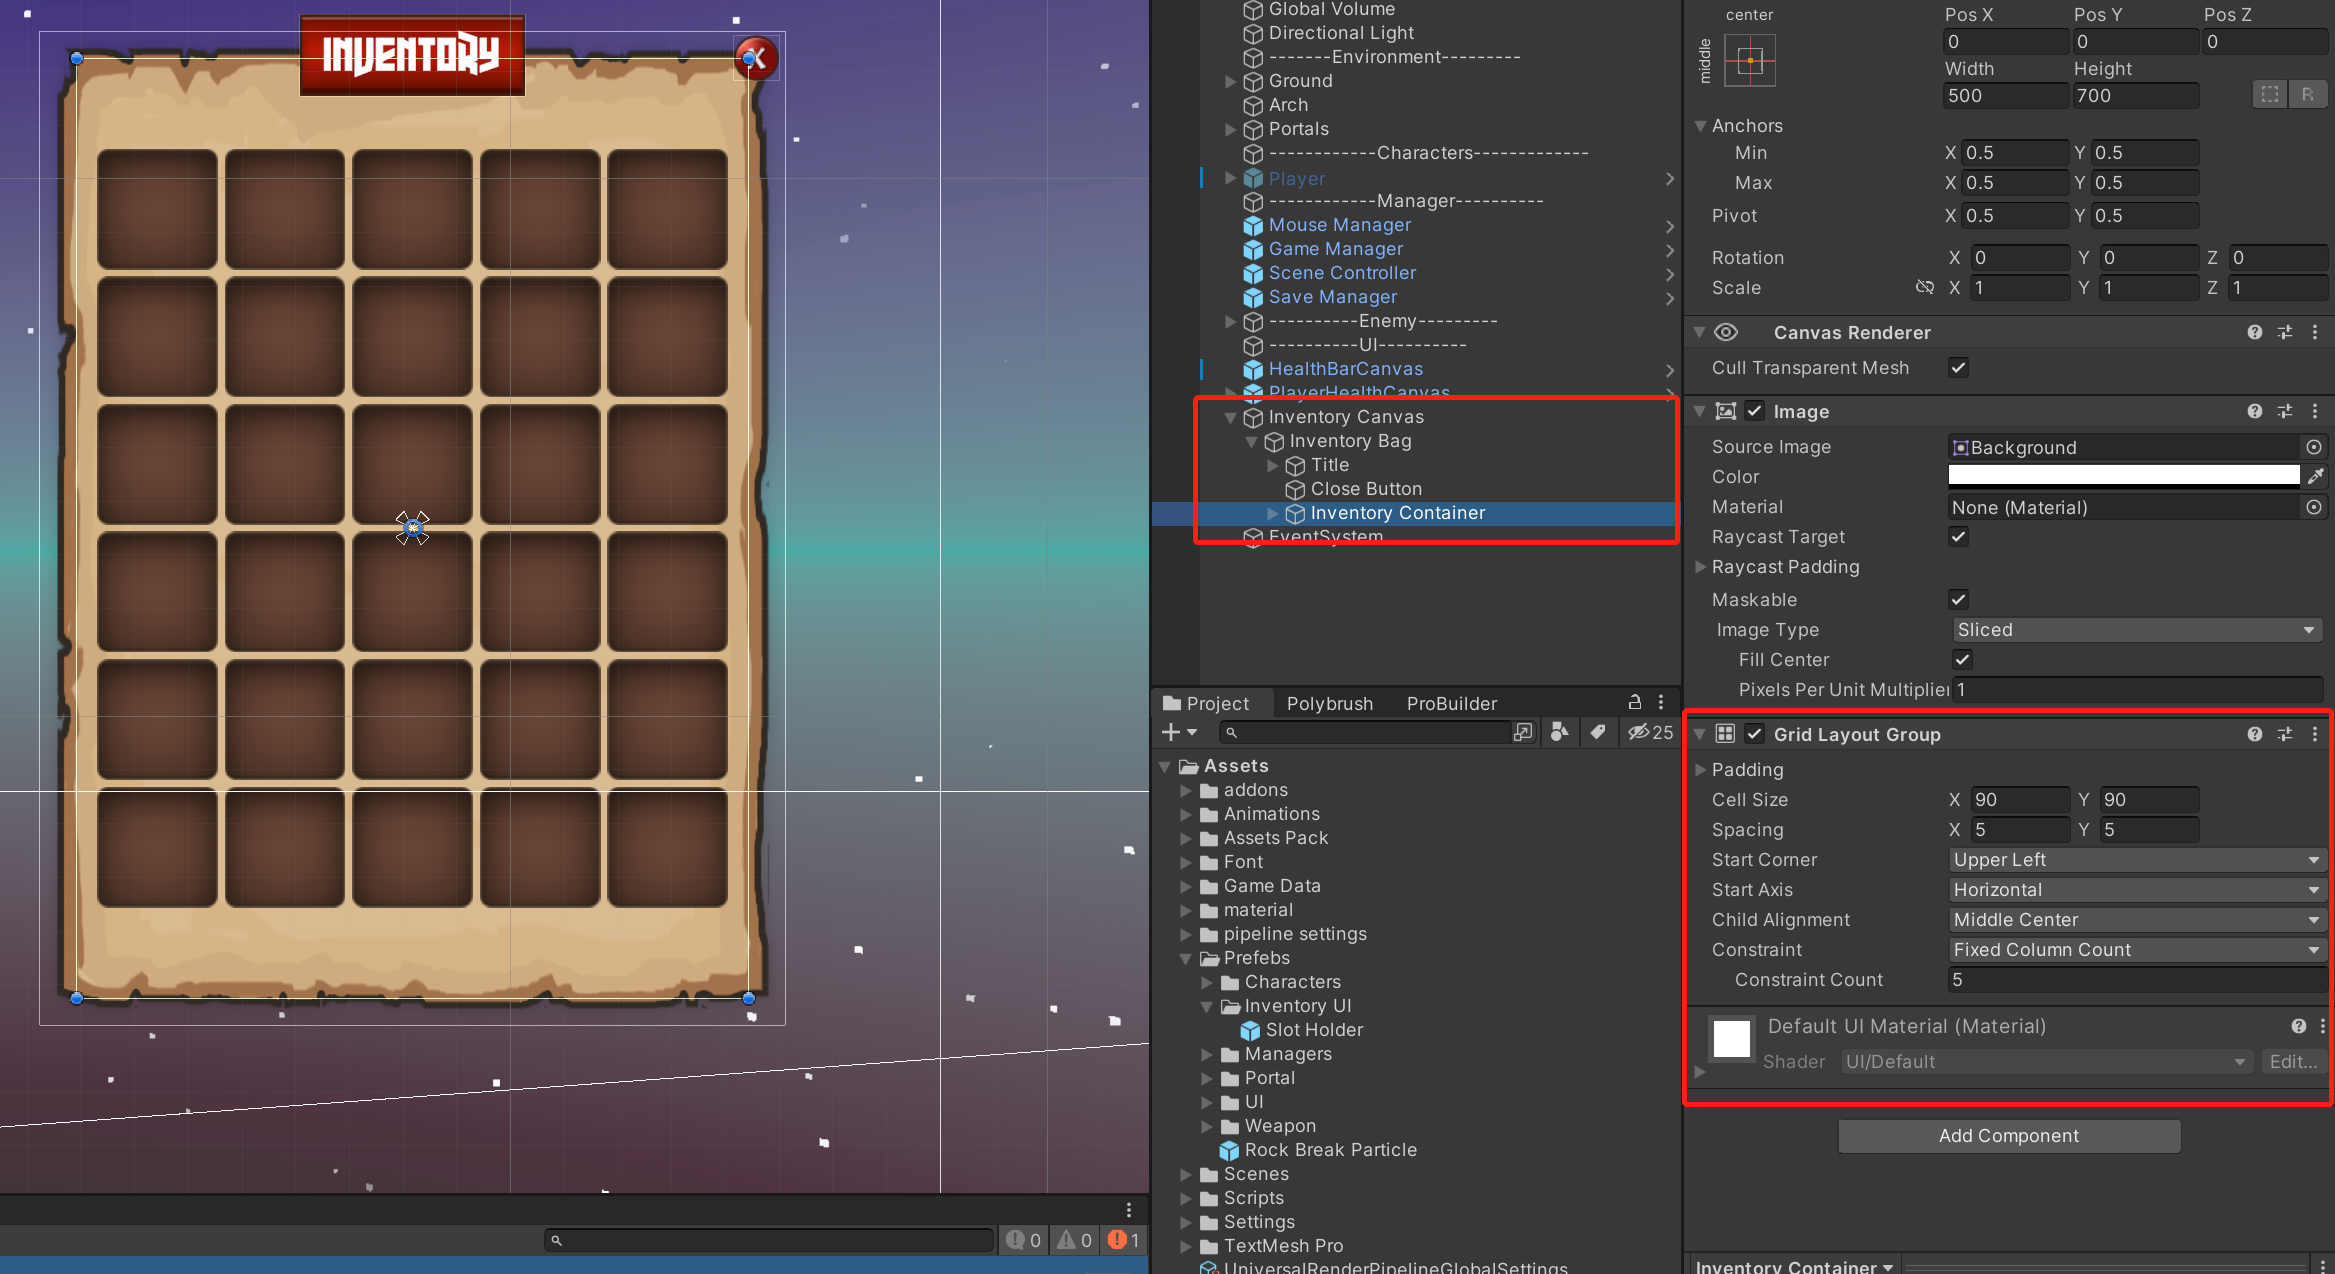 INVENTORY
X
Global Volume
Directional Light
-------Environment---------
Ground
Arch
Portals
------------Characters-------------
Player
------------Manager----------
Mouse Manager
Game Manager
Scene Controller
Save Manager
----------Enemy---------
----------UI----------
HealthBarCanvas
PlayerHealthCanvas
Inventory Canvas
Inventory Bag
Title
Close Button
Inventory Container
EventSystem
Project Polybrush ProBuilder
25
Assets
addons
Animations
Assets Pack
Font
Game Data
material
pipeline settings
Prefebs
Characters
Inventory UI
Slot Holder
Managers
Portal
UI
Weapon
Rock Break Particle
Scenes
Scripts
Settings
TextMesh Pro
UniversalRenderPipelineGlobalSettings
0 0 1
center
middle
Pos X Pos Y Pos Z
0 0 0
Width Height
500 700
R
Anchors
Min X 0.5 Y 0.5
Max X 0.5 Y 0.5
Pivot X 0.5 Y 0.5
Rotation X 0 Y 0 Z 0
Scale X 1 Y 1 Z 1
Canvas Renderer
Cull Transparent Mesh
Image
Source Image Background
Color
Material None (Material)
Raycast Target
Raycast Padding
Maskable
Image Type Sliced
Fill Center
Pixels Per Unit Multiplier 1
Grid Layout Group
Padding
Cell Size X 90 Y 90
Spacing X 5 Y 5
Start Corner Upper Left
Start Axis Horizontal
Child Alignment Middle Center
Constraint Fixed Column Count
Constraint Count 5
Default UI Material (Material)
Shader UI/Default Edit...
Add Component
Inventory Container